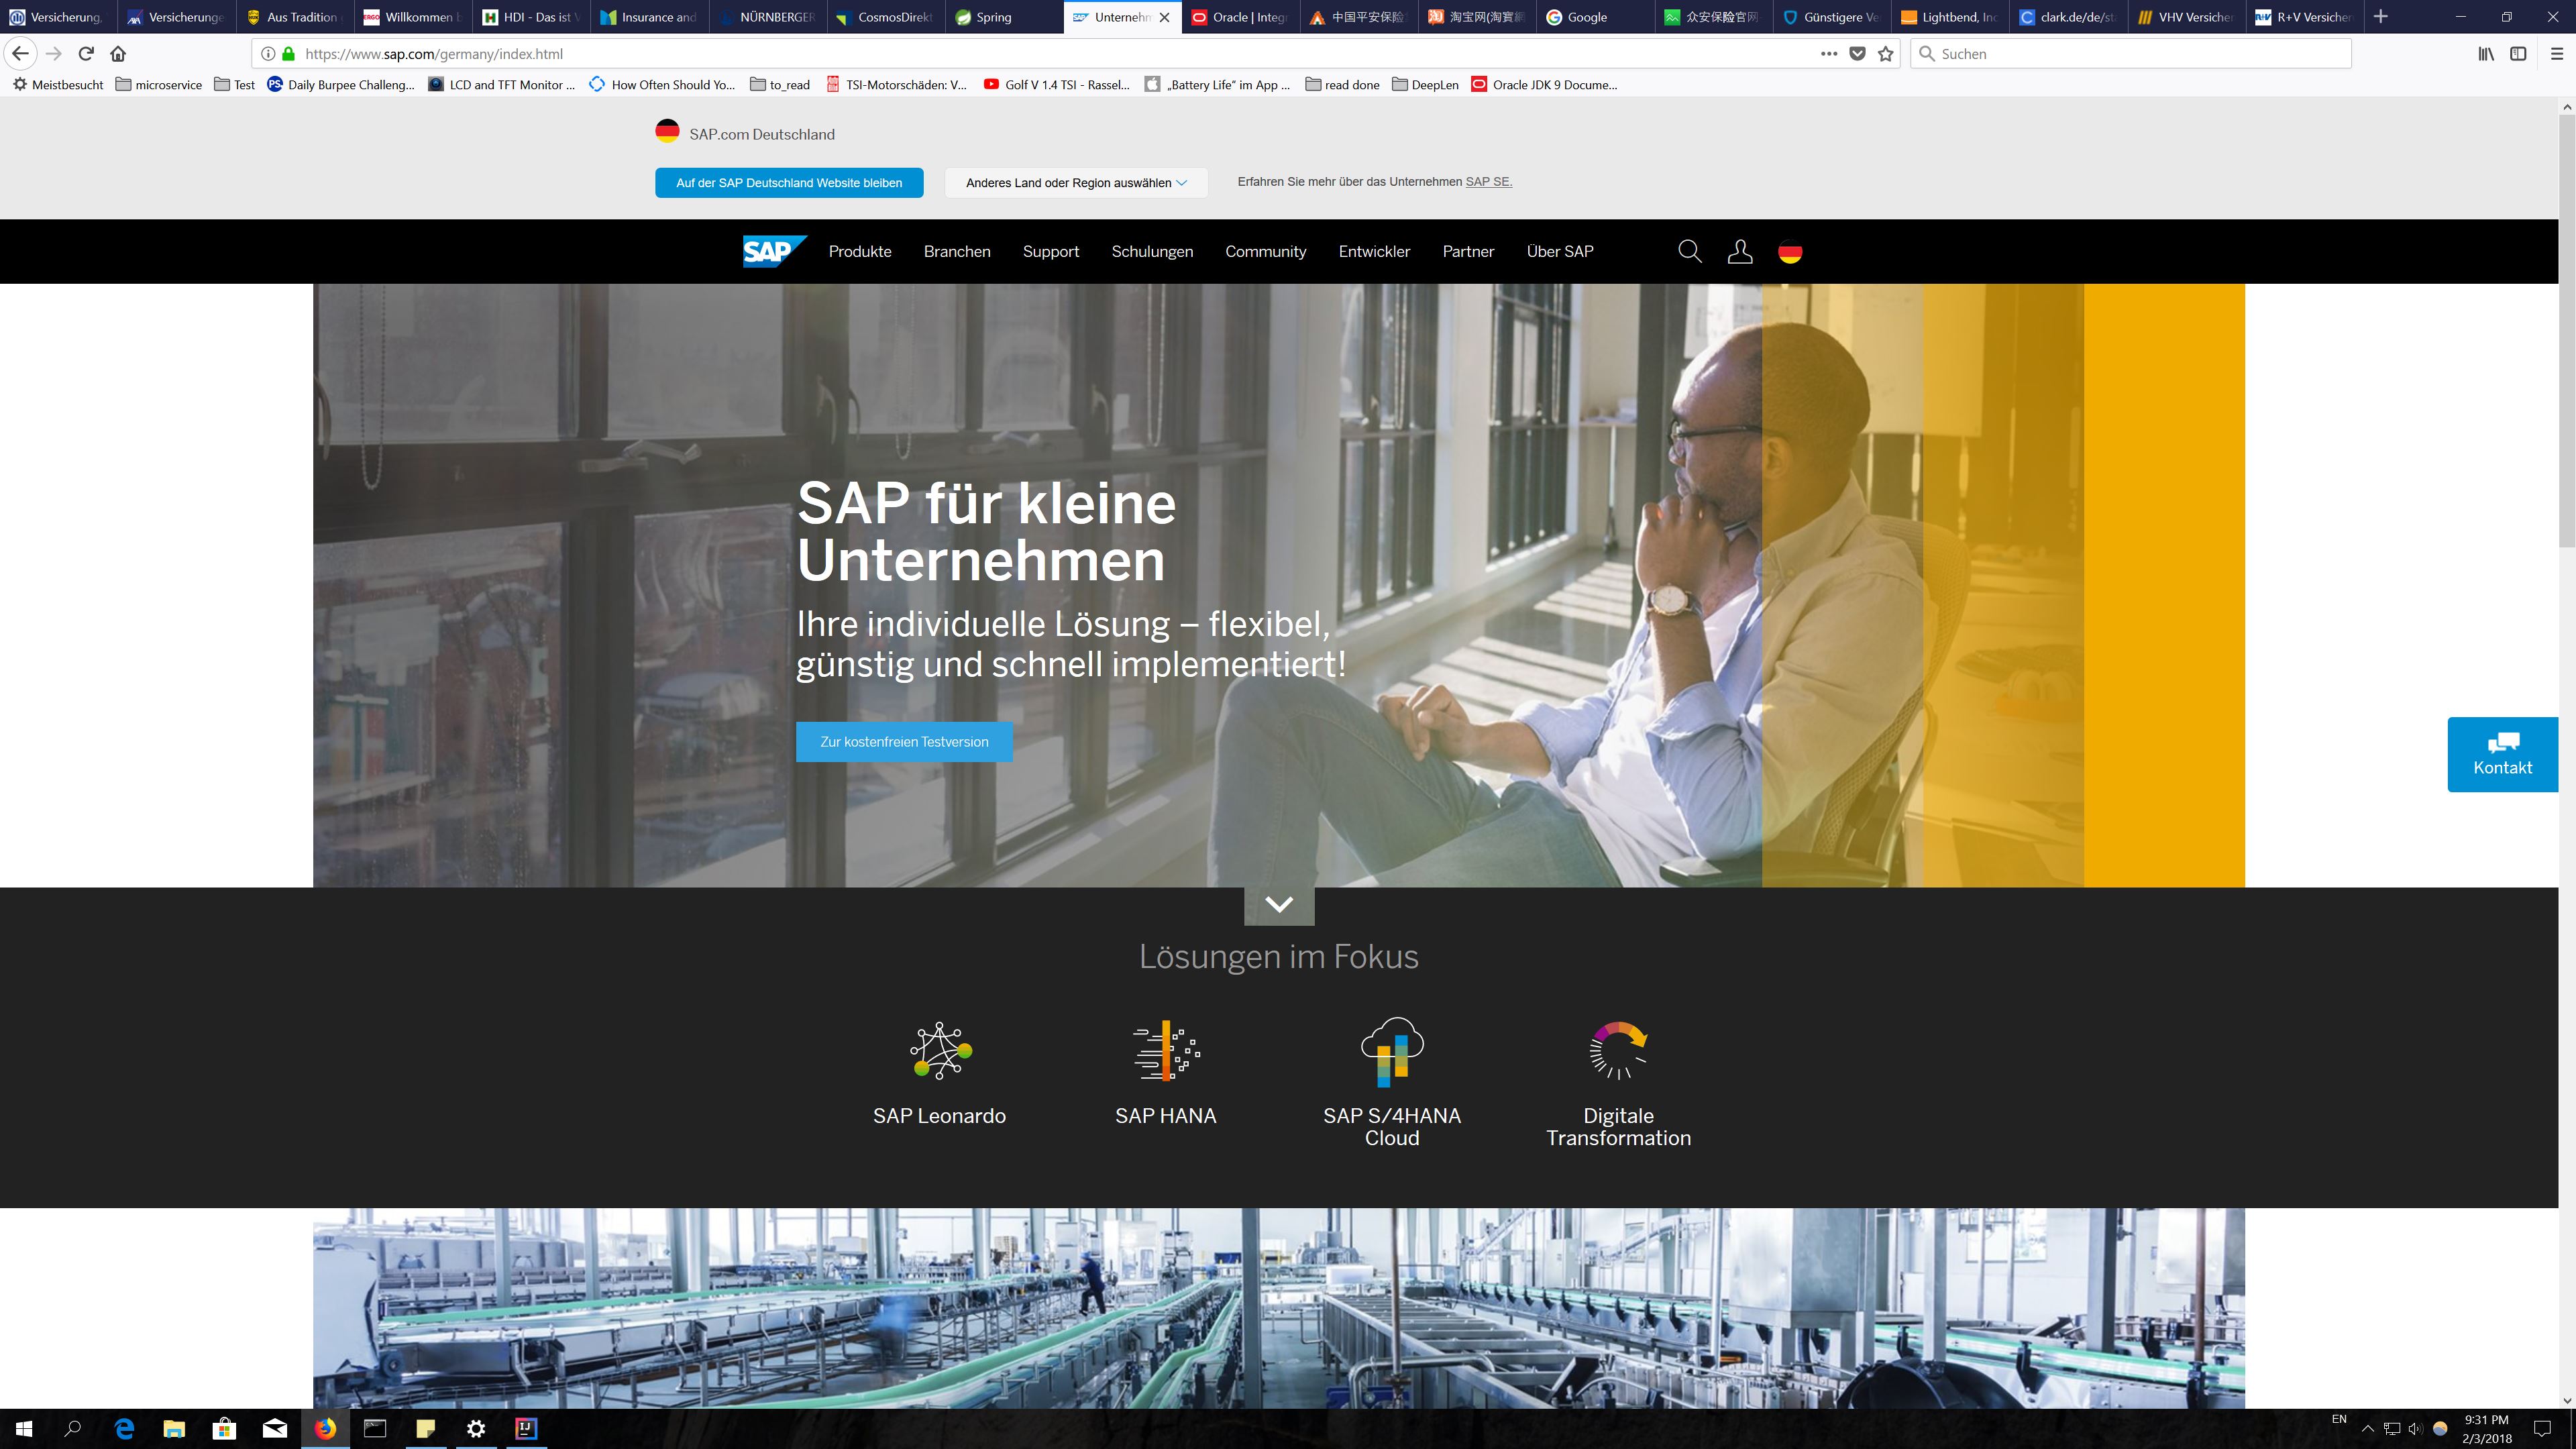 Versicherung,
Versicherunge
Aus Tradition
ERGO Willkommen b
HDI - Das ist V
Insurance and
NÜRNBERGER
CosmosDirekt
Spring
Unternehm
Oracle | Integ
中国平安保险
淘宝网(淘寶網
Google
众安保险官网
Günstigere Ve
Lightbend, Inc
clark.de/de/st
VHV Versicher
R+V Versicher
https://www.sap.com/germany/index.html
Suchen
Meistbesucht
microservice
Test
Daily Burpee Challeng...
LCD and TFT Monitor ...
How Often Should Yo...
to_read
TSI-Motorschäden: V...
Golf V 1.4 TSI - Rassel...
„Battery Life“ im App ...
read done
DeepLen
Oracle JDK 9 Docume...
SAP.com Deutschland
Auf der SAP Deutschland Website bleiben
Anderes Land oder Region auswählen
Erfahren Sie mehr über das Unternehmen SAP SE.
SAP
Produkte
Branchen
Support
Schulungen
Community
Entwickler
Partner
Über SAP
SAP für kleine
Unternehmen
Ihre individuelle Lösung – flexibel,
günstig und schnell implementiert!
Zur kostenfreien Testversion
Kontakt
Lösungen im Fokus
SAP Leonardo
SAP HANA
SAP S/4HANA
Cloud
Digitale
Transformation
EN
9:31 PM
2/3/2018